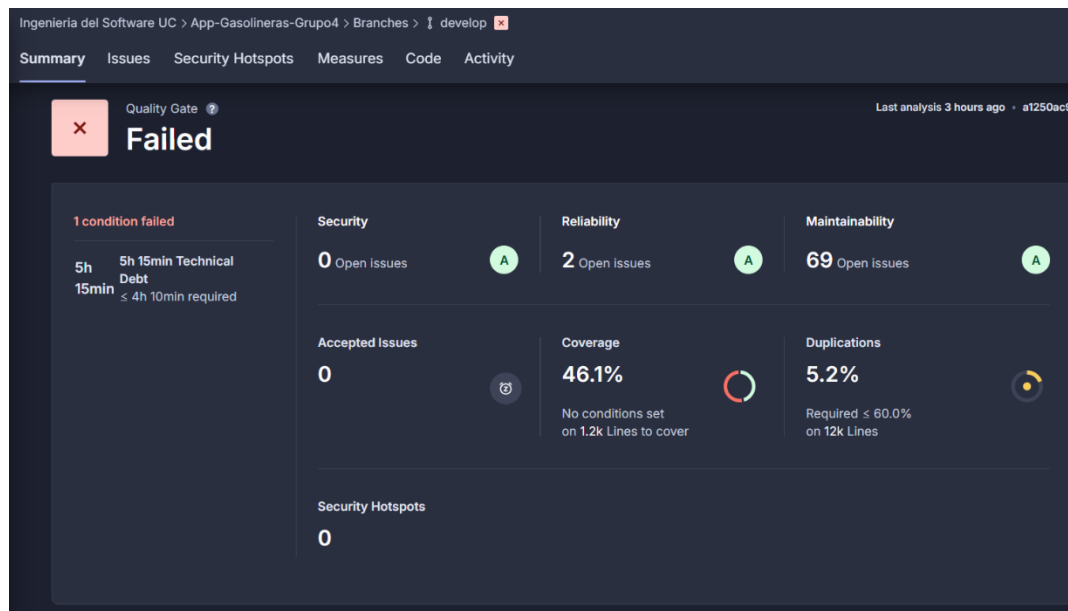 Ingenieria del Software UC > App-Gasolineras-Grupo4 > Branches > develop
Summary Issues Security Hotspots Measures Code Activity
Quality Gate ?
Failed
Last analysis 3 hours ago • a1250ac9
1 condition failed
5h 15min
5h 15min Technical Debt
≤ 4h 10min required
Security
0 Open issues
A
Reliability
2 Open issues
A
Maintainability
69 Open issues
A
Accepted Issues
0
Coverage
46.1%
No conditions set
on 1.2k Lines to cover
Duplications
5.2%
Required ≤ 60.0%
on 12k Lines
Security Hotspots
0